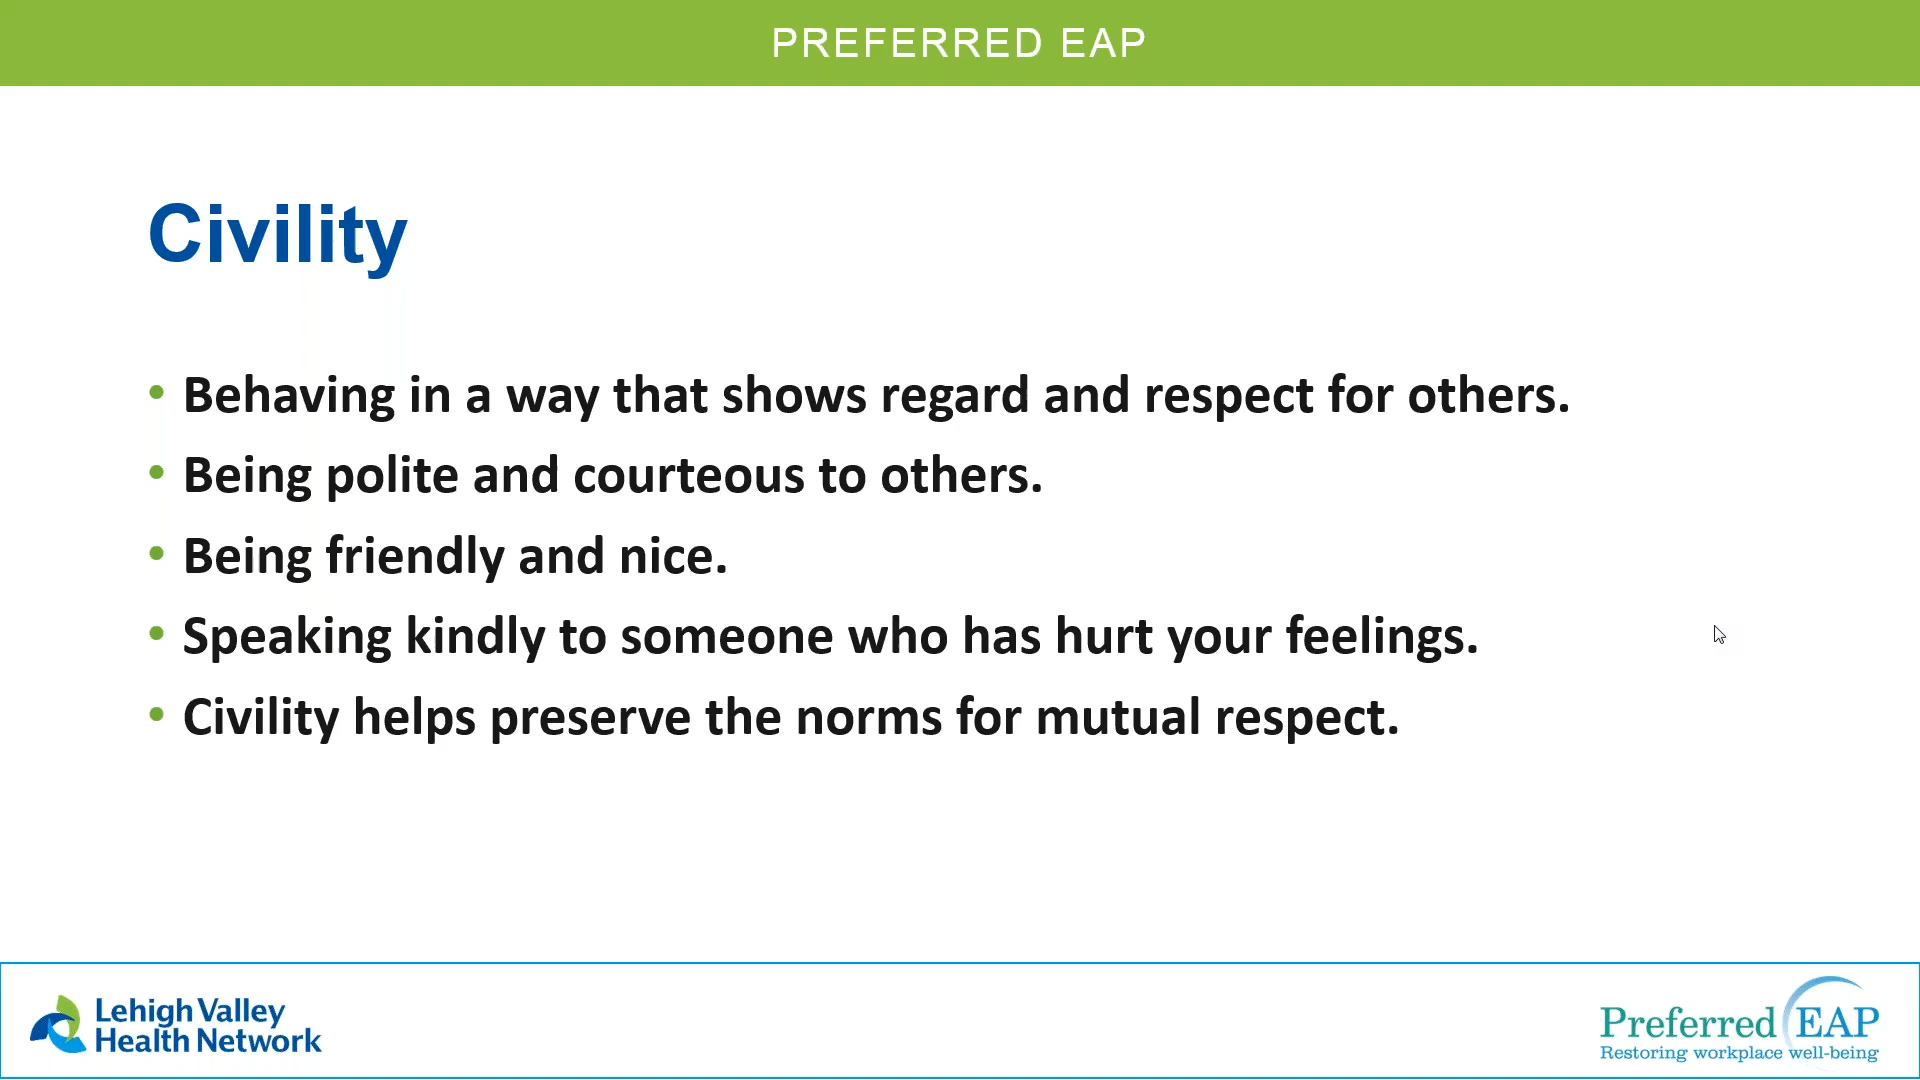 PREFERRED EAP
Civility
• Behaving in a way that shows regard and respect for others.
• Being polite and courteous to others.
• Being friendly and nice.
• Speaking kindly to someone who has hurt your feelings.
• Civility helps preserve the norms for mutual respect.
Lehigh Valley
Health Network
Preferred EAP
Restoring workplace well-being